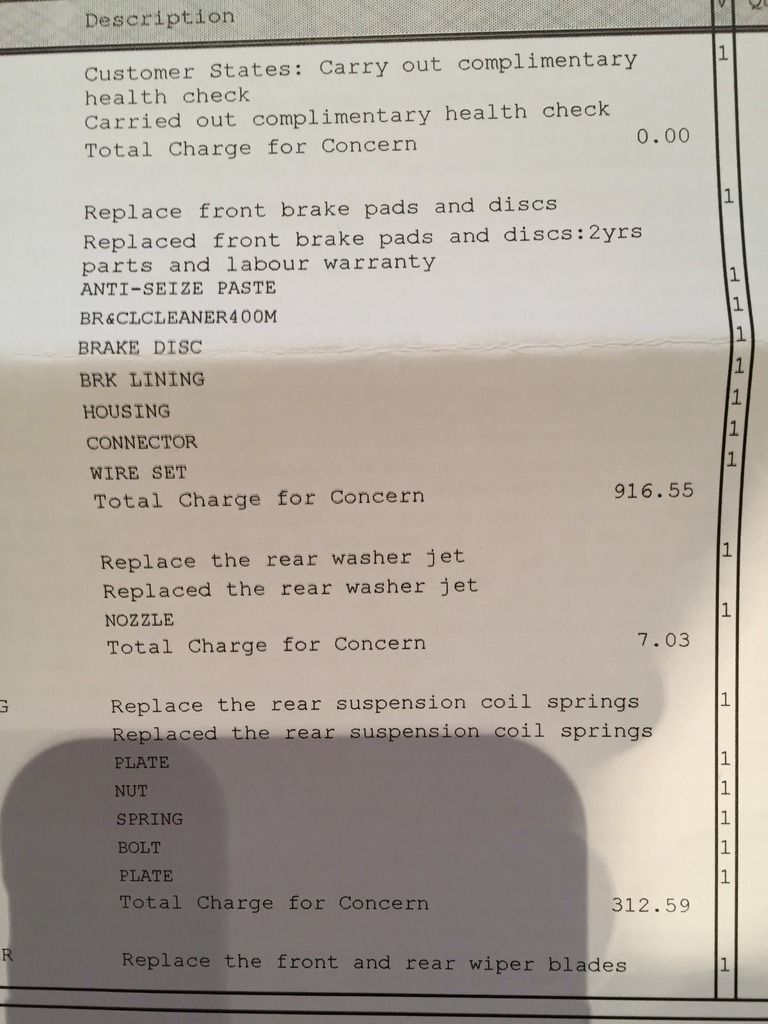 Description
Customer States: Carry out complimentary 1
health check
Carried out complimentary health check
Total Charge for Concern 0.00
Replace front brake pads and discs 1
Replaced front brake pads and discs:2yrs
parts and labour warranty
ANTI-SEIZE PASTE 1
BR&CLCLEANER400M 1
BRAKE DISC 1
BRK LINING 1
HOUSING 1
CONNECTOR 1
WIRE SET 1
Total Charge for Concern 916.55
Replace the rear washer jet 1
Replaced the rear washer jet
NOZZLE 1
Total Charge for Concern 7.03
G Replace the rear suspension coil springs 1
Replaced the rear suspension coil springs
PLATE 1
NUT 1
SPRING 1
BOLT 1
PLATE 1
Total Charge for Concern 312.59
R Replace the front and rear wiper blades 1